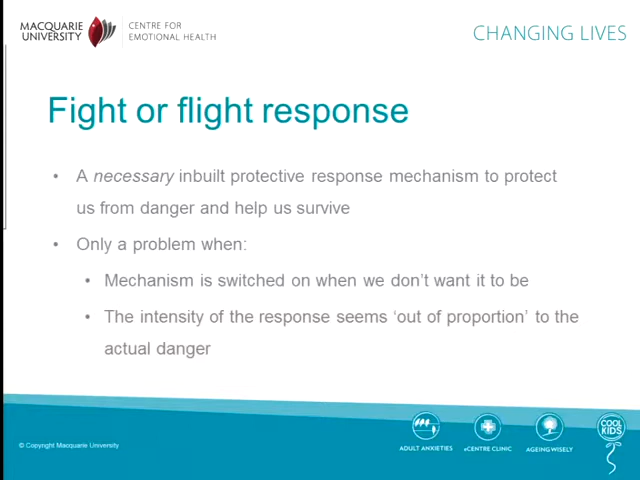 MACQUARIE
UNIVERSITY
CENTRE FOR
EMOTIONAL HEALTH
CHANGING LIVES
Fight or flight response
• A necessary inbuilt protective response mechanism to protect
us from danger and help us survive
• Only a problem when:
• Mechanism is switched on when we don’t want it to be
• The intensity of the response seems ‘out of proportion’ to the
actual danger
© Copyright Macquarie University
ADULT ANXIETIES
eCENTRE CLINIC
AGEING WISELY
COOL
KIDS